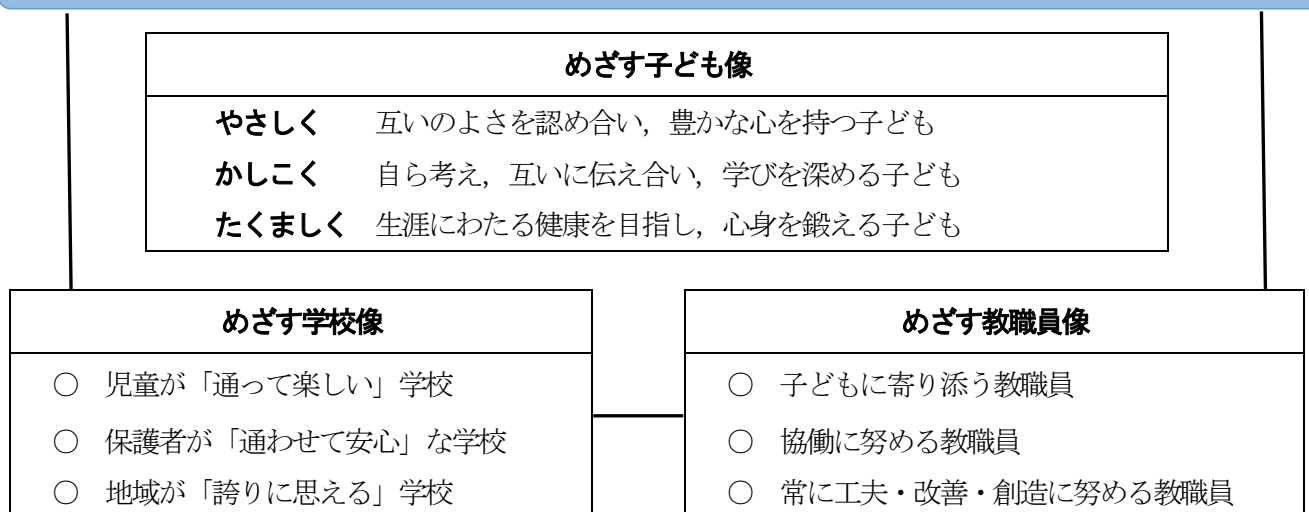 めざす子ども像
やさしく 互いのよさを認め合い，豊かな心を持つ子ども
かしこく 自ら考え，互いに伝え合い，学びを深める子ども
たくましく 生涯にわたる健康を目指し，心身を鍛える子ども
めざす学校像
○ 児童が「通って楽しい」学校
○ 保護者が「通わせて安心」な学校
○ 地域が「誇りに思える」学校
めざす教職員像
○ 子どもに寄り添う教職員
○ 協働に努める教職員
○ 常に工夫・改善・創造に努める教職員